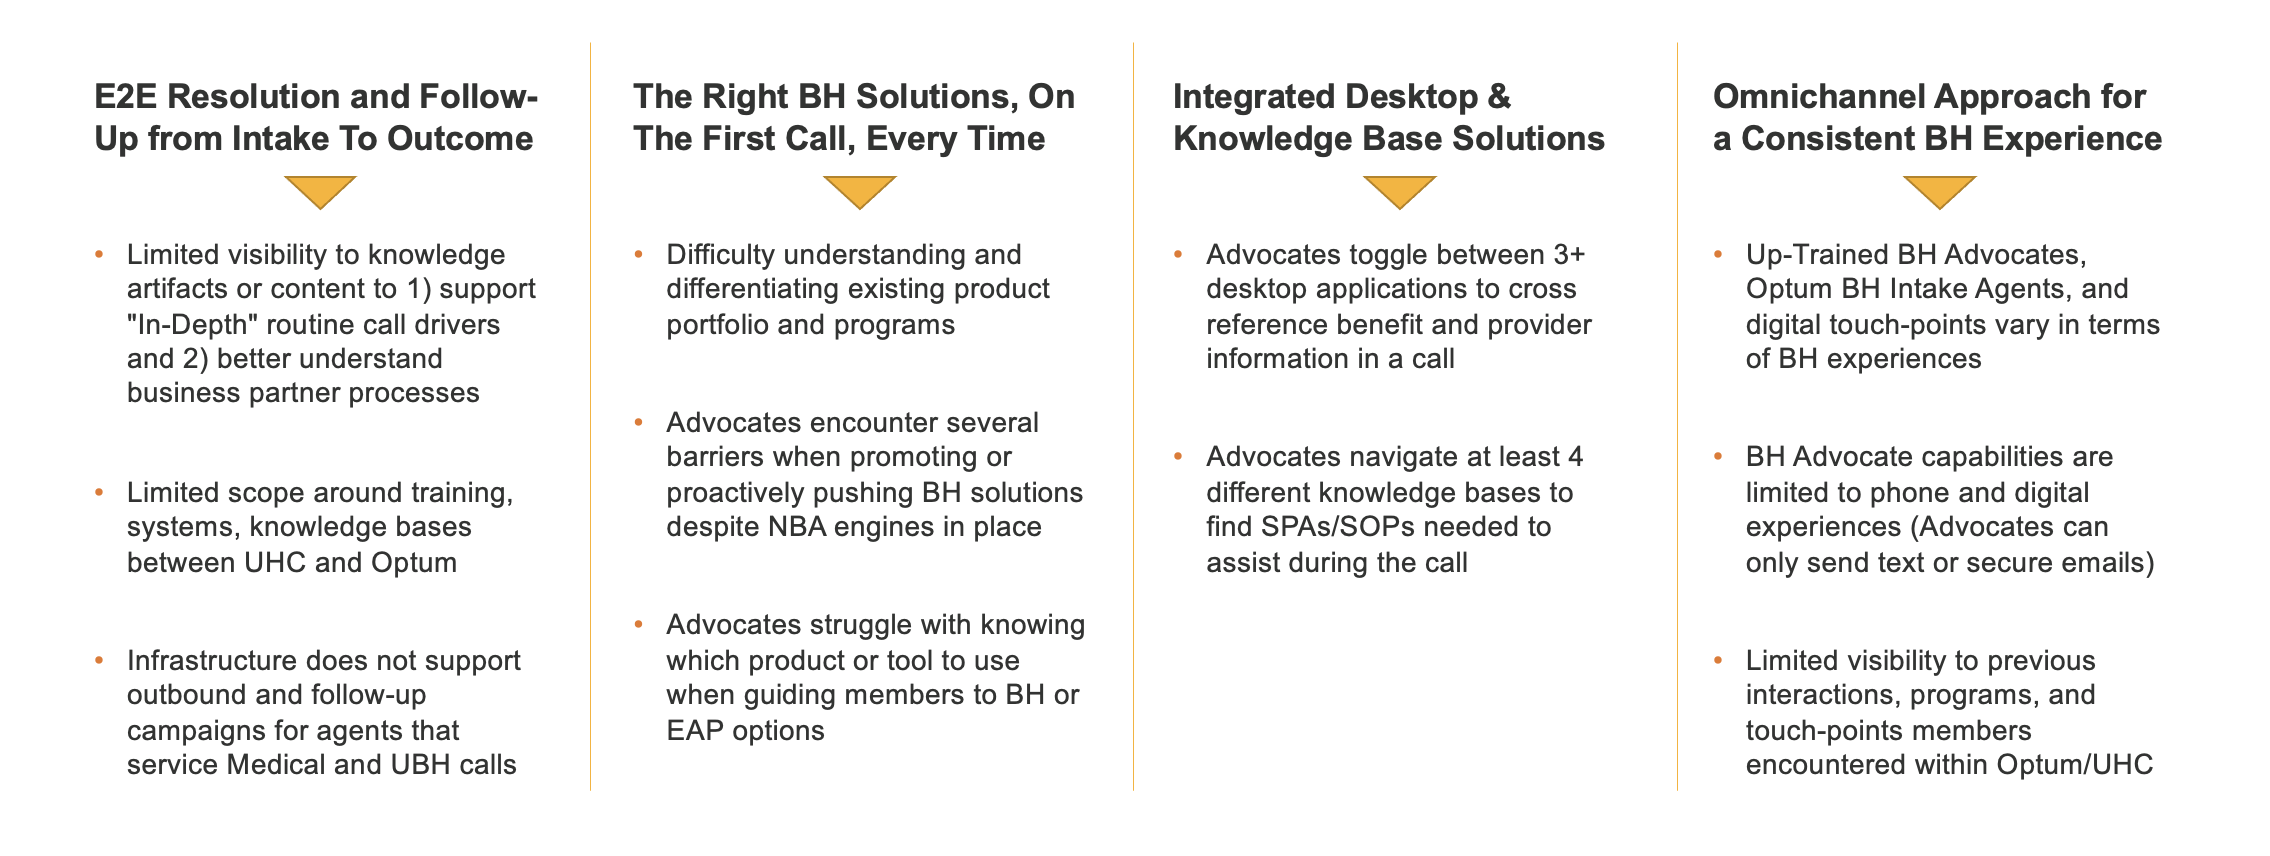 E2E Resolution and Follow-
Up from Intake To Outcome
• Limited visibility to knowledge
artifacts or content to 1) support
"In-Depth" routine call drivers
and 2) better understand
business partner processes
• Limited scope around training,
systems, knowledge bases
between UHC and Optum
• Infrastructure does not support
outbound and follow-up
campaigns for agents that
service Medical and UBH calls
The Right BH Solutions, On
The First Call, Every Time
• Difficulty understanding and
differentiating existing product
portfolio and programs
• Advocates encounter several
barriers when promoting or
proactively pushing BH solutions
despite NBA engines in place
• Advocates struggle with knowing
which product or tool to use
when guiding members to BH or
EAP options
Integrated Desktop &
Knowledge Base Solutions
• Advocates toggle between 3+
desktop applications to cross
reference benefit and provider
information in a call
• Advocates navigate at least 4
different knowledge bases to
find SPAs/SOPs needed to
assist during the call
Omnichannel Approach for
a Consistent BH Experience
• Up-Trained BH Advocates,
Optum BH Intake Agents, and
digital touch-points vary in terms
of BH experiences
• BH Advocate capabilities are
limited to phone and digital
experiences (Advocates can
only send text or secure emails)
• Limited visibility to previous
interactions, programs, and
touch-points members
encountered within Optum/UHC